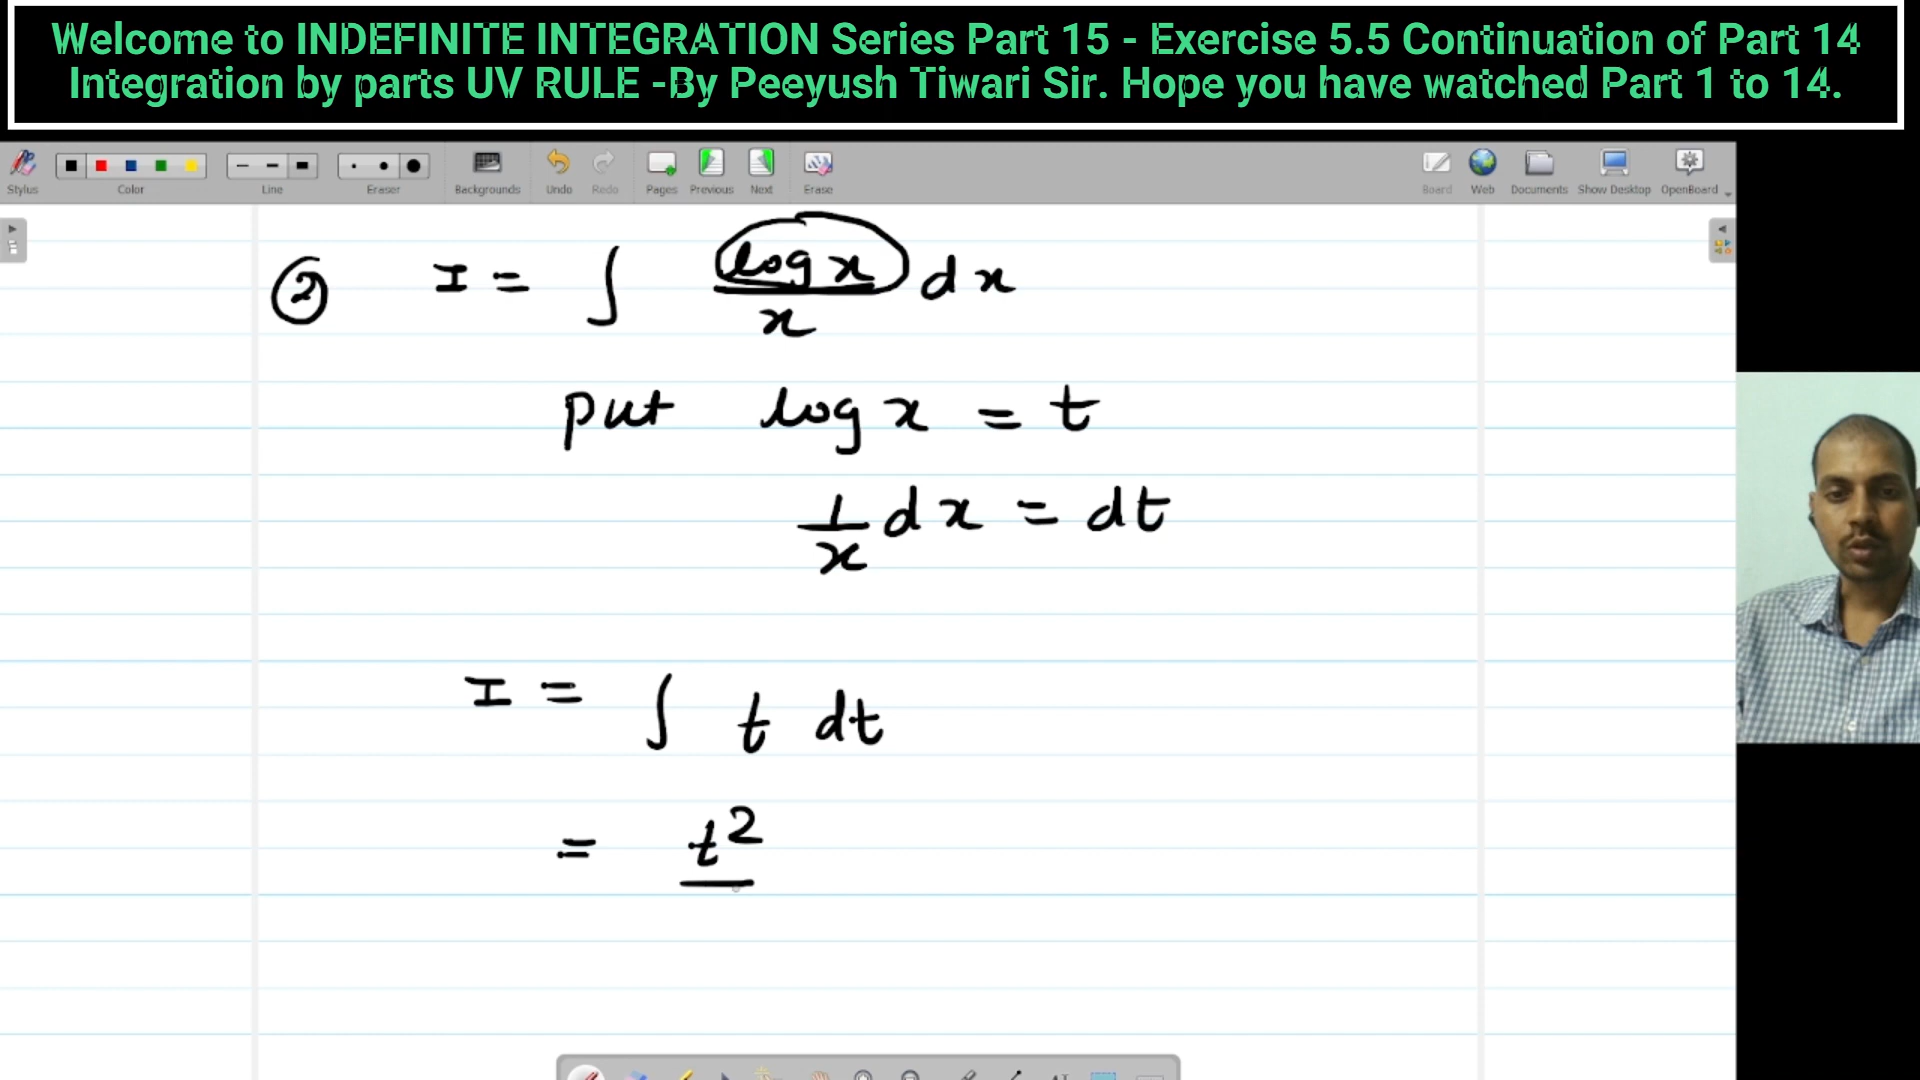 Welcome to INDEFINITE INTEGRATION Series Part 15 - Exercise 5.5 Continuation of Part 14
Integration by parts UV RULE -By Peeyush Tiwari Sir. Hope you have watched Part 1 to 14.
Stylus Color Line Eraser Backgrounds Undo Redo Pages Previous Next Erase Board Web Documents Show Desktop OpenBoard
② I = ∫ log x / x dx
put log x = t
1/x dx = dt
I = ∫ t dt
= t²